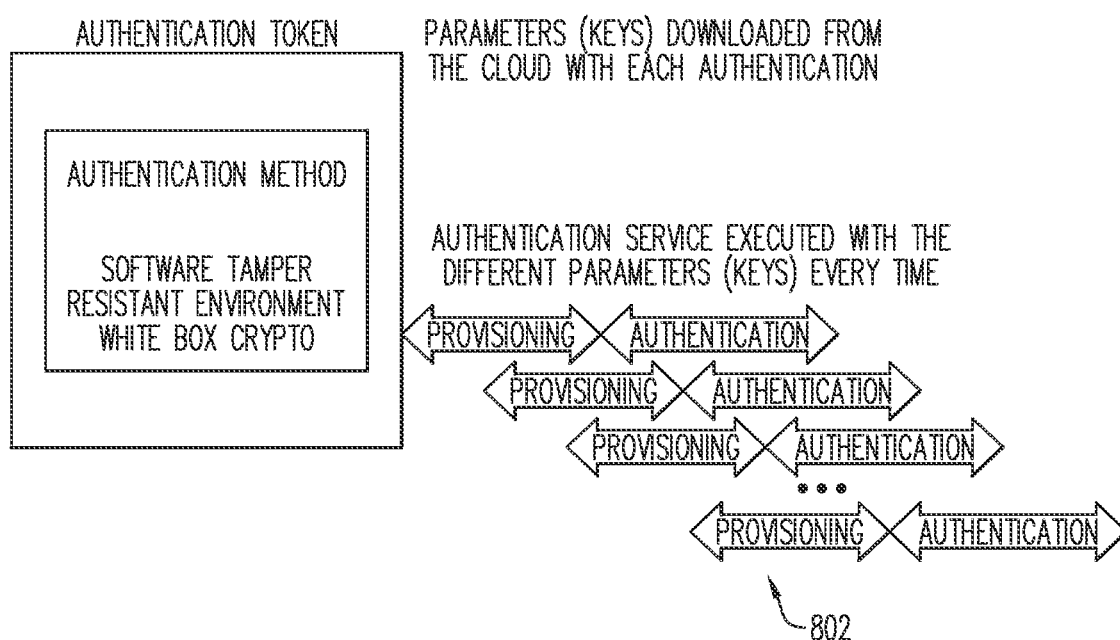 AUTHENTICATION TOKEN
PARAMETERS (KEYS) DOWNLOADED FROM
THE CLOUD WITH EACH AUTHENTICATION
AUTHENTICATION METHOD
SOFTWARE TAMPER
RESISTANT ENVIRONMENT
WHITE BOX CRYPTO
AUTHENTICATION SERVICE EXECUTED WITH THE
DIFFERENT PARAMETERS (KEYS) EVERY TIME
PROVISIONING AUTHENTICATION
PROVISIONING AUTHENTICATION
PROVISIONING AUTHENTICATION
•••
PROVISIONING AUTHENTICATION
802